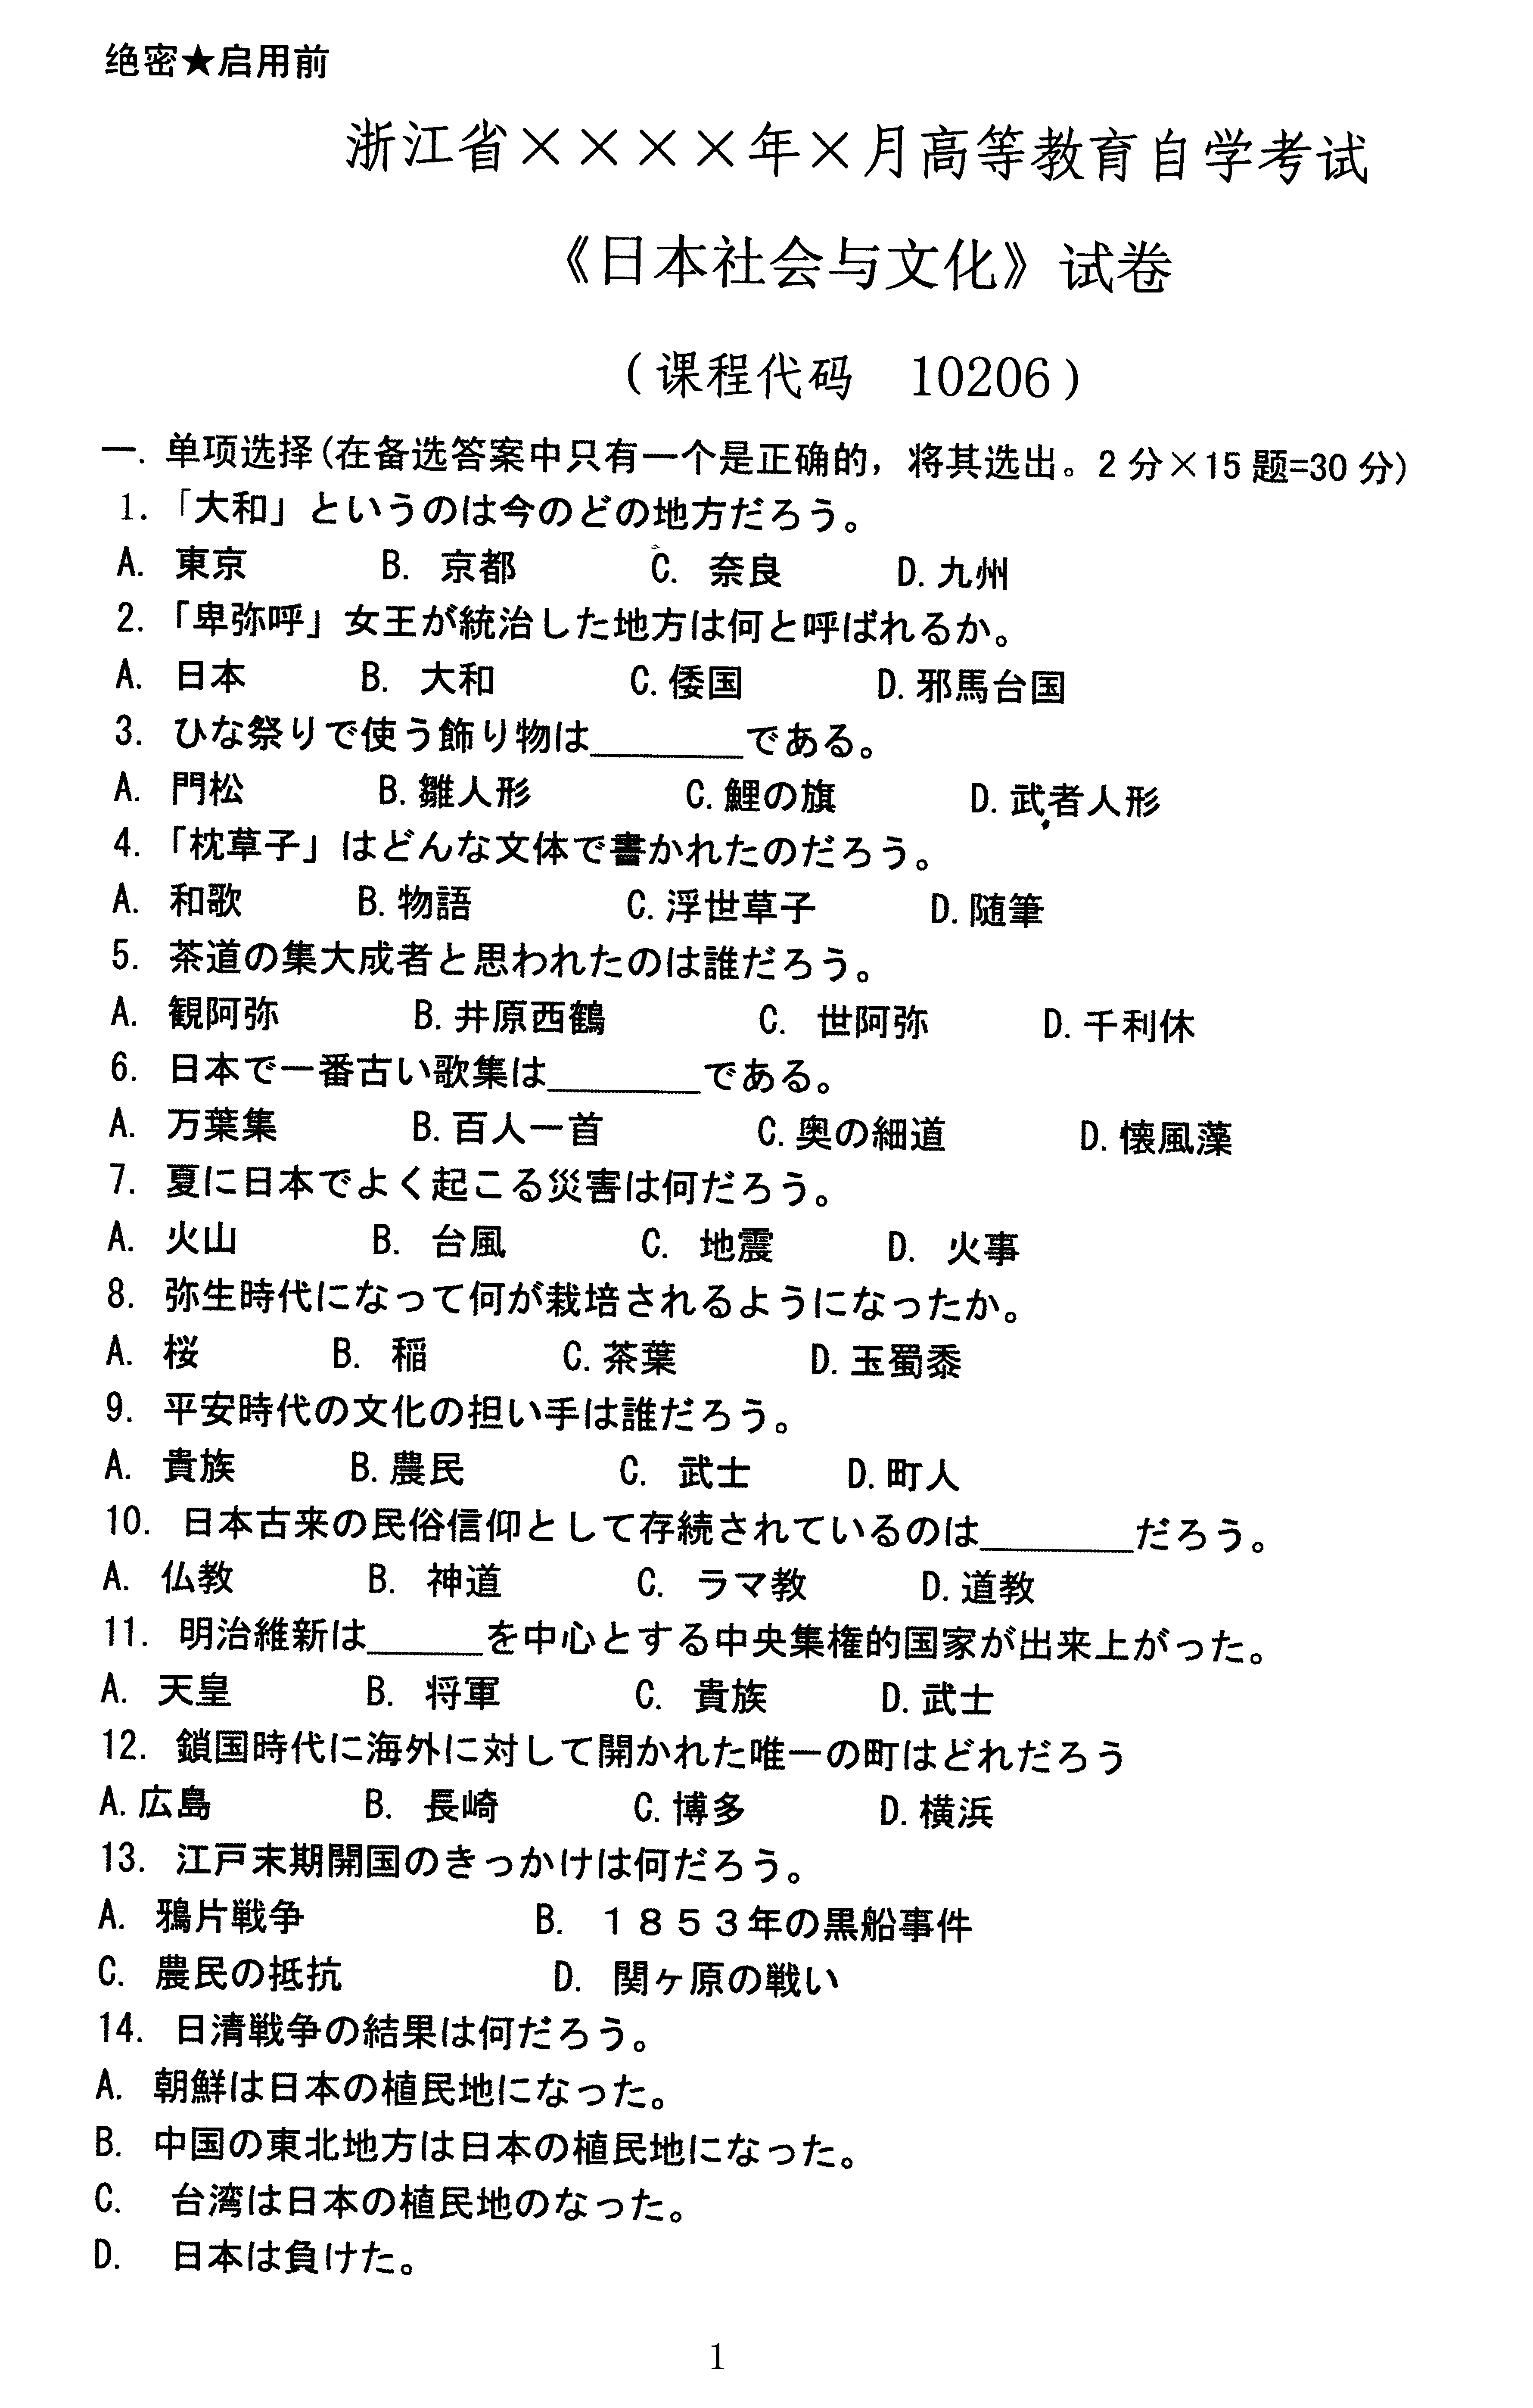 绝密★启用前
浙江省××××年×月高等教育自学考试
《日本社会与文化》试卷
(课程代码 10206)
一. 单项选择(在备选答案中只有一个是正确的，将其选出。2 分×15 题=30 分)
1. 「大和」というのは今のどの地方だろう。
A. 東京 B. 京都 C. 奈良 D. 九州
2. 「卑弥呼」女王が統治した地方は何と呼ばれるか。
A. 日本 B. 大和 C. 倭国 D. 邪馬台国
3. ひな祭りで使う飾り物は________である。
A. 門松 B. 雛人形 C. 鯉の旗 D. 武者人形
4. 「枕草子」はどんな文体で書かれたのだろう。
A. 和歌 B. 物語 C. 浮世草子 D. 随筆
5. 茶道の集大成者と思われたのは誰だろう。
A. 観阿弥 B. 井原西鶴 C. 世阿弥 D. 千利休
6. 日本で一番古い歌集は________である。
A. 万葉集 B. 百人一首 C. 奥の細道 D. 懐風藻
7. 夏に日本でよく起こる災害は何だろう。
A. 火山 B. 台風 C. 地震 D. 火事
8. 弥生時代になって何が栽培されるようになったか。
A. 桜 B. 稲 C. 茶葉 D. 玉蜀黍
9. 平安時代の文化の担い手は誰だろう。
A. 貴族 B. 農民 C. 武士 D. 町人
10. 日本古来の民俗信仰として存続されているのは________だろう。
A. 仏教 B. 神道 C. ラマ教 D. 道教
11. 明治維新は______を中心とする中央集権的国家が出来上がった。
A. 天皇 B. 将軍 C. 貴族 D. 武士
12. 鎖国時代に海外に対して開かれた唯一の町はどれだろう
A. 広島 B. 長崎 C. 博多 D. 横浜
13. 江戸末期開国のきっかけは何だろう。
A. 鴉片戦争 B. １８５３年の黒船事件
C. 農民の抵抗 D. 関ヶ原の戦い
14. 日清戦争の結果は何だろう。
A. 朝鮮は日本の植民地になった。
B. 中国の東北地方は日本の植民地になった。
C. 台湾は日本の植民地のなった。
D. 日本は負けた。
1